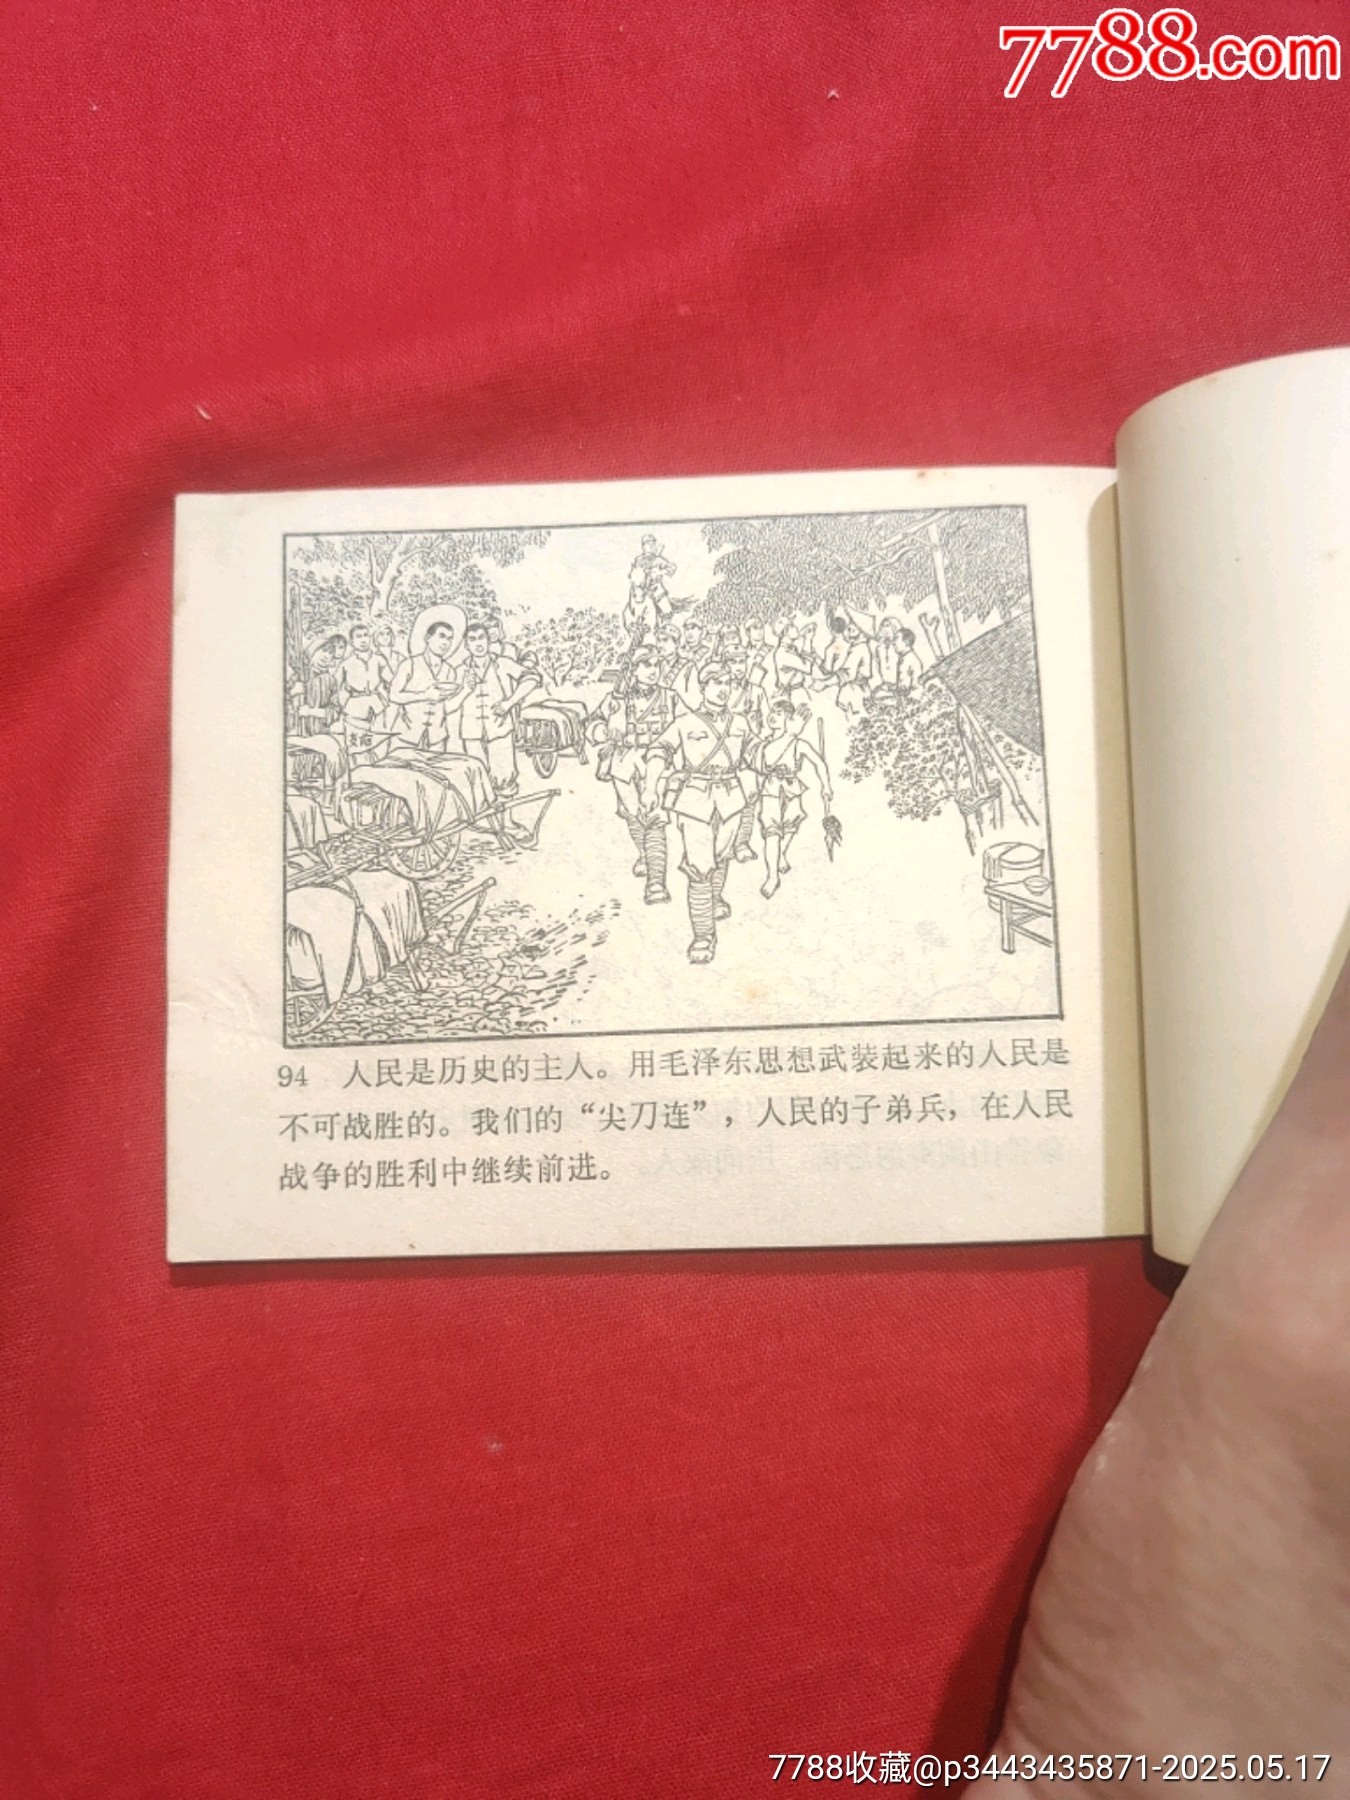 7788.com
94 人民是历史的主人。用毛泽东思想武装起来的人民是
不可战胜的。我们的“尖刀连”，人民的子弟兵，在人民
战争的胜利中继续前进。
7788收藏@p3443435871-2025.05.17